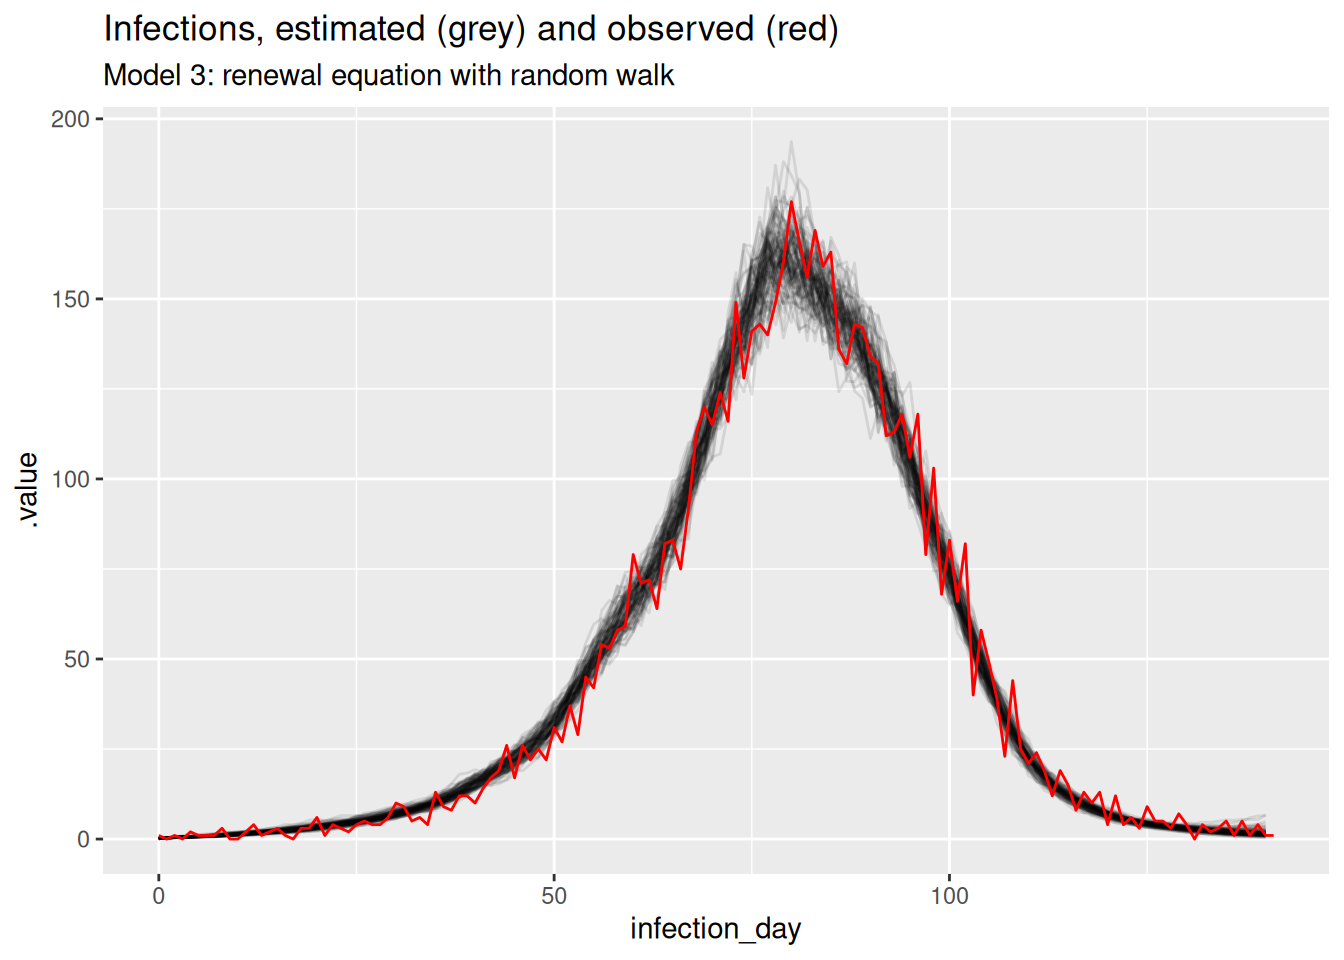 Infections, estimated (grey) and observed (red)
Model 3: renewal equation with random walk
200
150
100
50
0
.value
0 50 100
infection_day